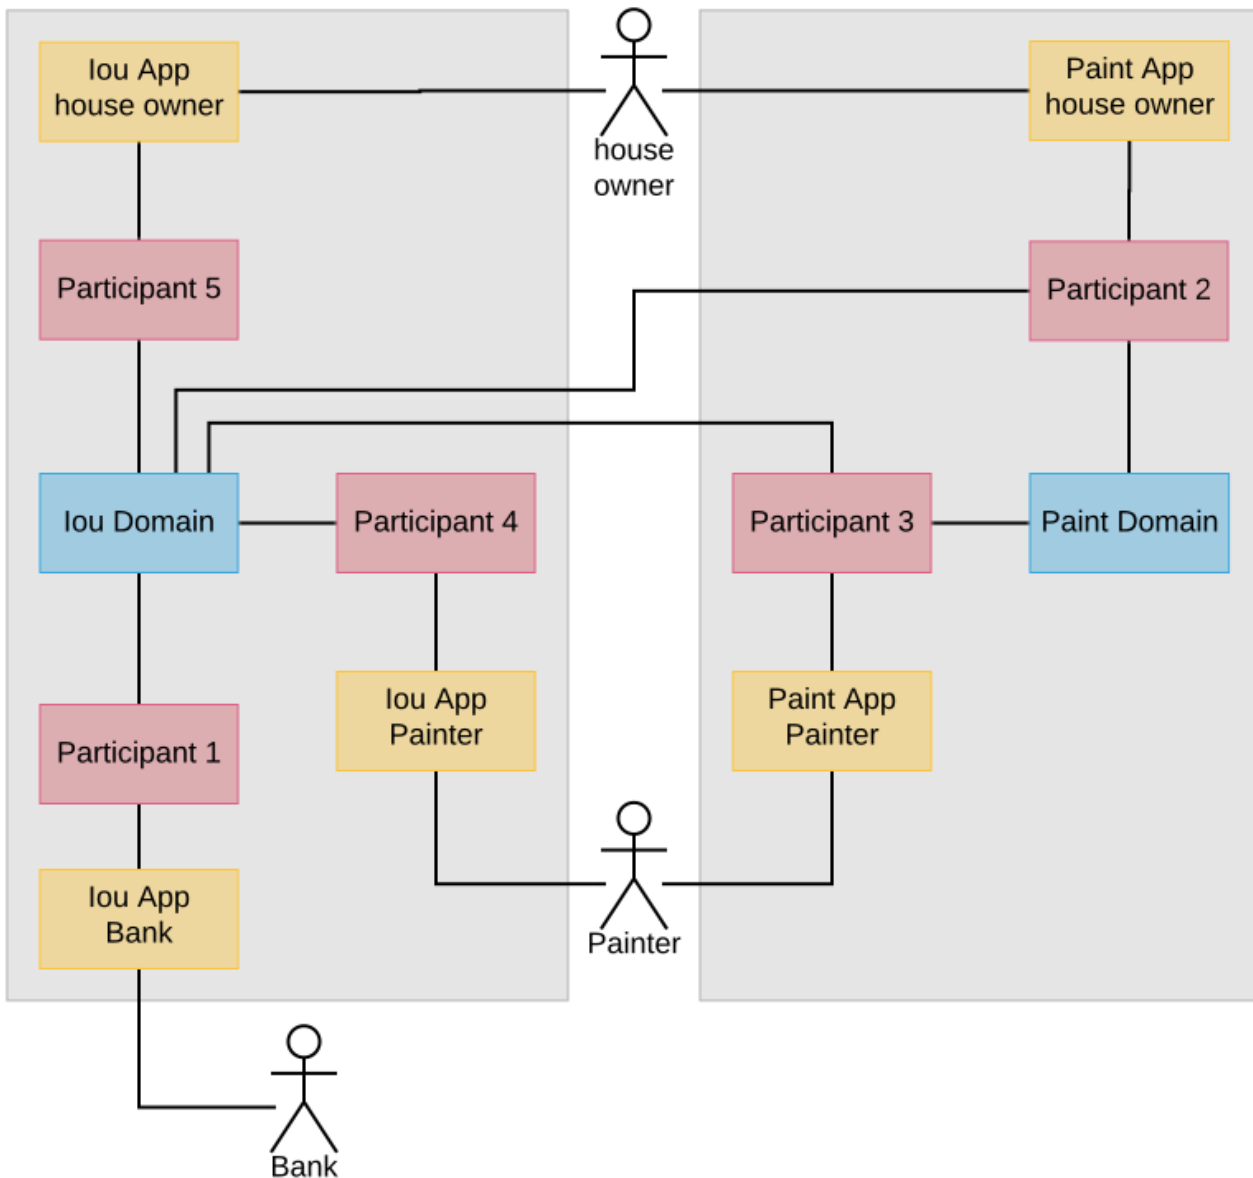 Iou App
house owner
house
owner
Paint App
house owner
Participant 5
Participant 2
Iou Domain
Participant 4
Participant 3
Paint Domain
Participant 1
Iou App
Painter
Paint App
Painter
Iou App
Bank
Painter
Bank